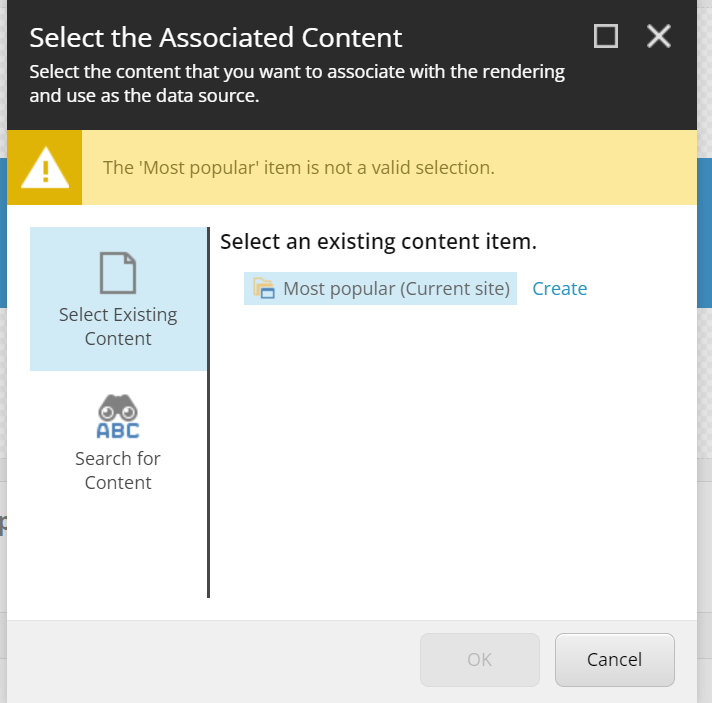 Select the Associated Content
Select the content that you want to associate with the rendering
and use as the data source.
The 'Most popular' item is not a valid selection.
Select Existing
Content
ABC
Search for
Content
Select an existing content item.
Most popular (Current site) Create
OK
Cancel